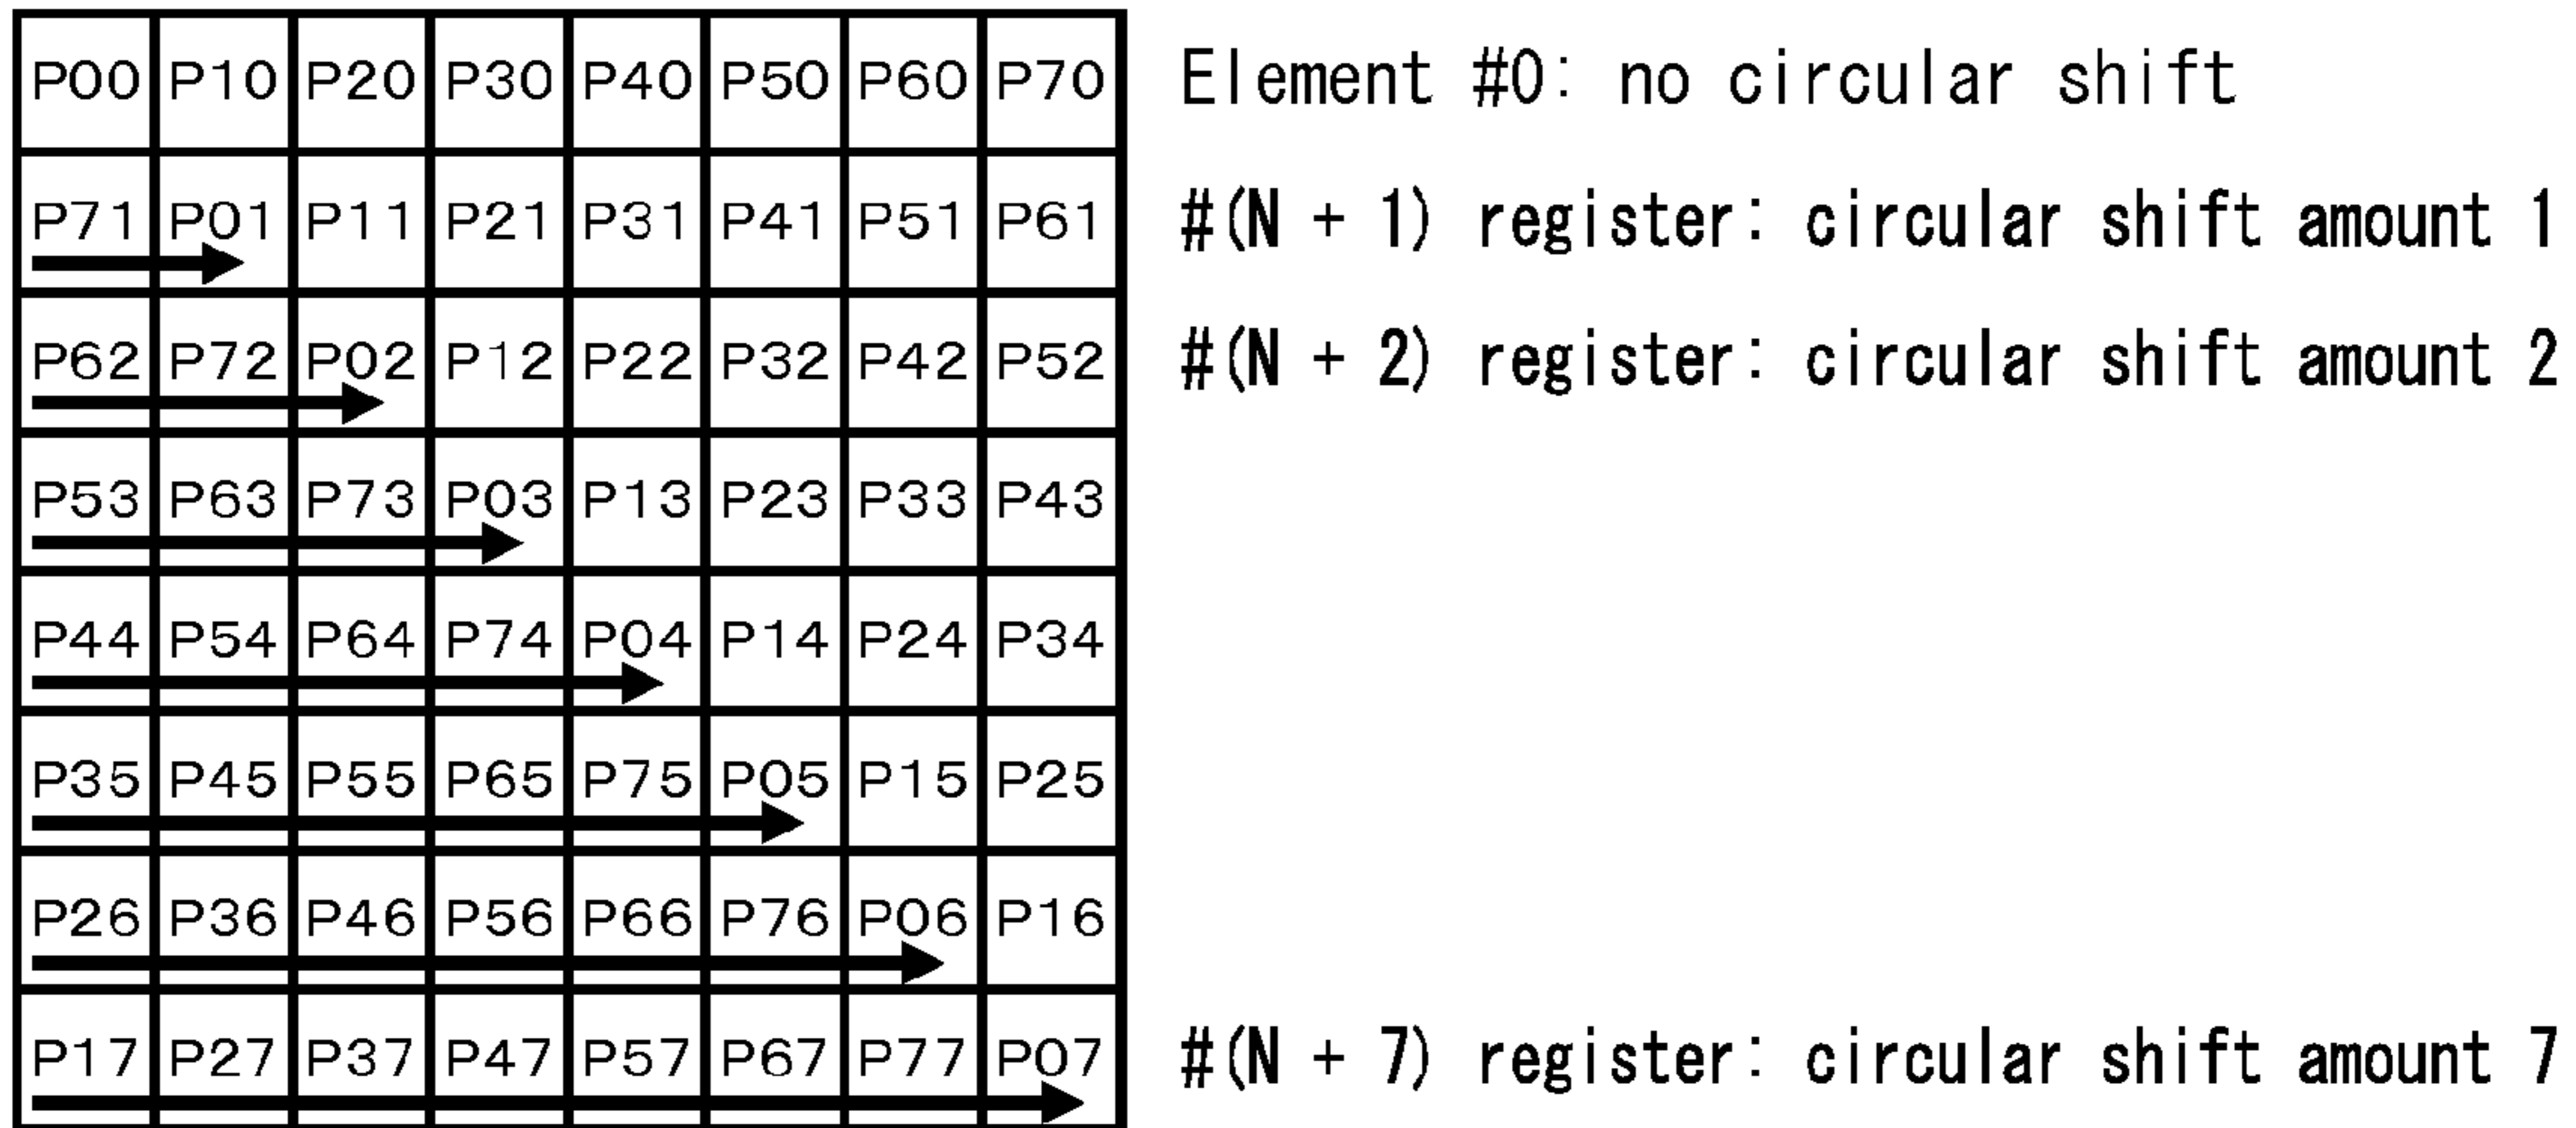 P00 P10 P20 P30 P40 P50 P60 P70 Element #0: no circular shift
P71 P01 P11 P21 P31 P41 P51 P61 #(N + 1) register: circular shift amount 1
P62 P72 P02 P12 P22 P32 P42 P52 #(N + 2) register: circular shift amount 2
P53 P63 P73 P03 P13 P23 P33 P43
P44 P54 P64 P74 P04 P14 P24 P34
P35 P45 P55 P65 P75 P05 P15 P25
P26 P36 P46 P56 P66 P76 P06 P16
P17 P27 P37 P47 P57 P67 P77 P07 #(N + 7) register: circular shift amount 7